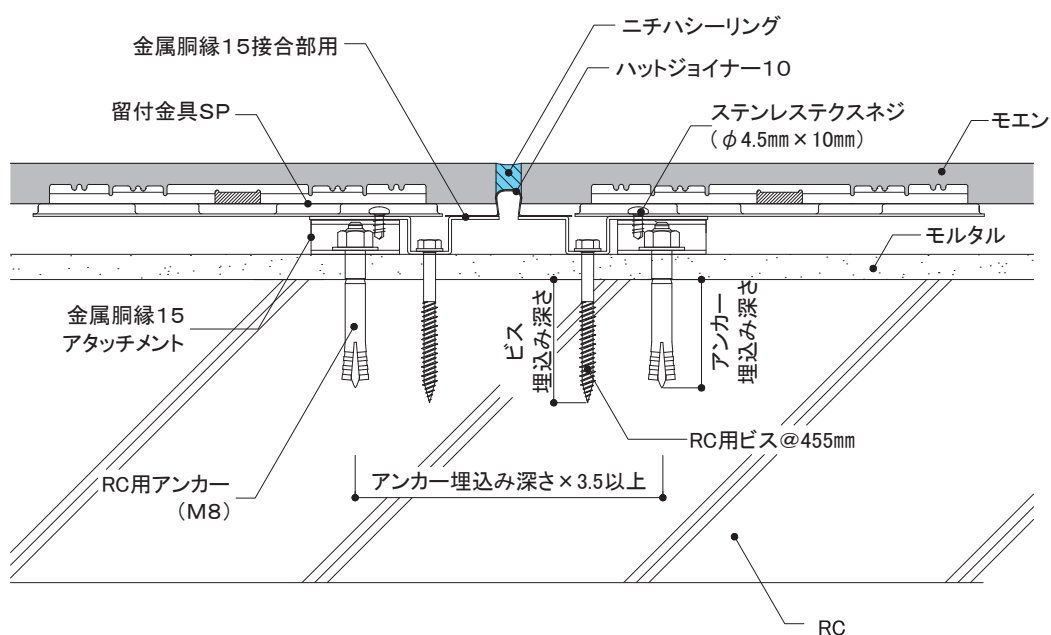 ニチハシーリング
金属胴縁15接合部用
ハットジョイナー10
留付金具SP
ステンレステクスネジ
(φ4.5mm×10mm)
モエン
モルタル
金属胴縁15
アタッチメント
ビス
埋込み深さ
アンカー
埋込み深さ
RC用ビス@455mm
アンカー埋込み深さ×3.5以上
RC用アンカー
(M8)
RC